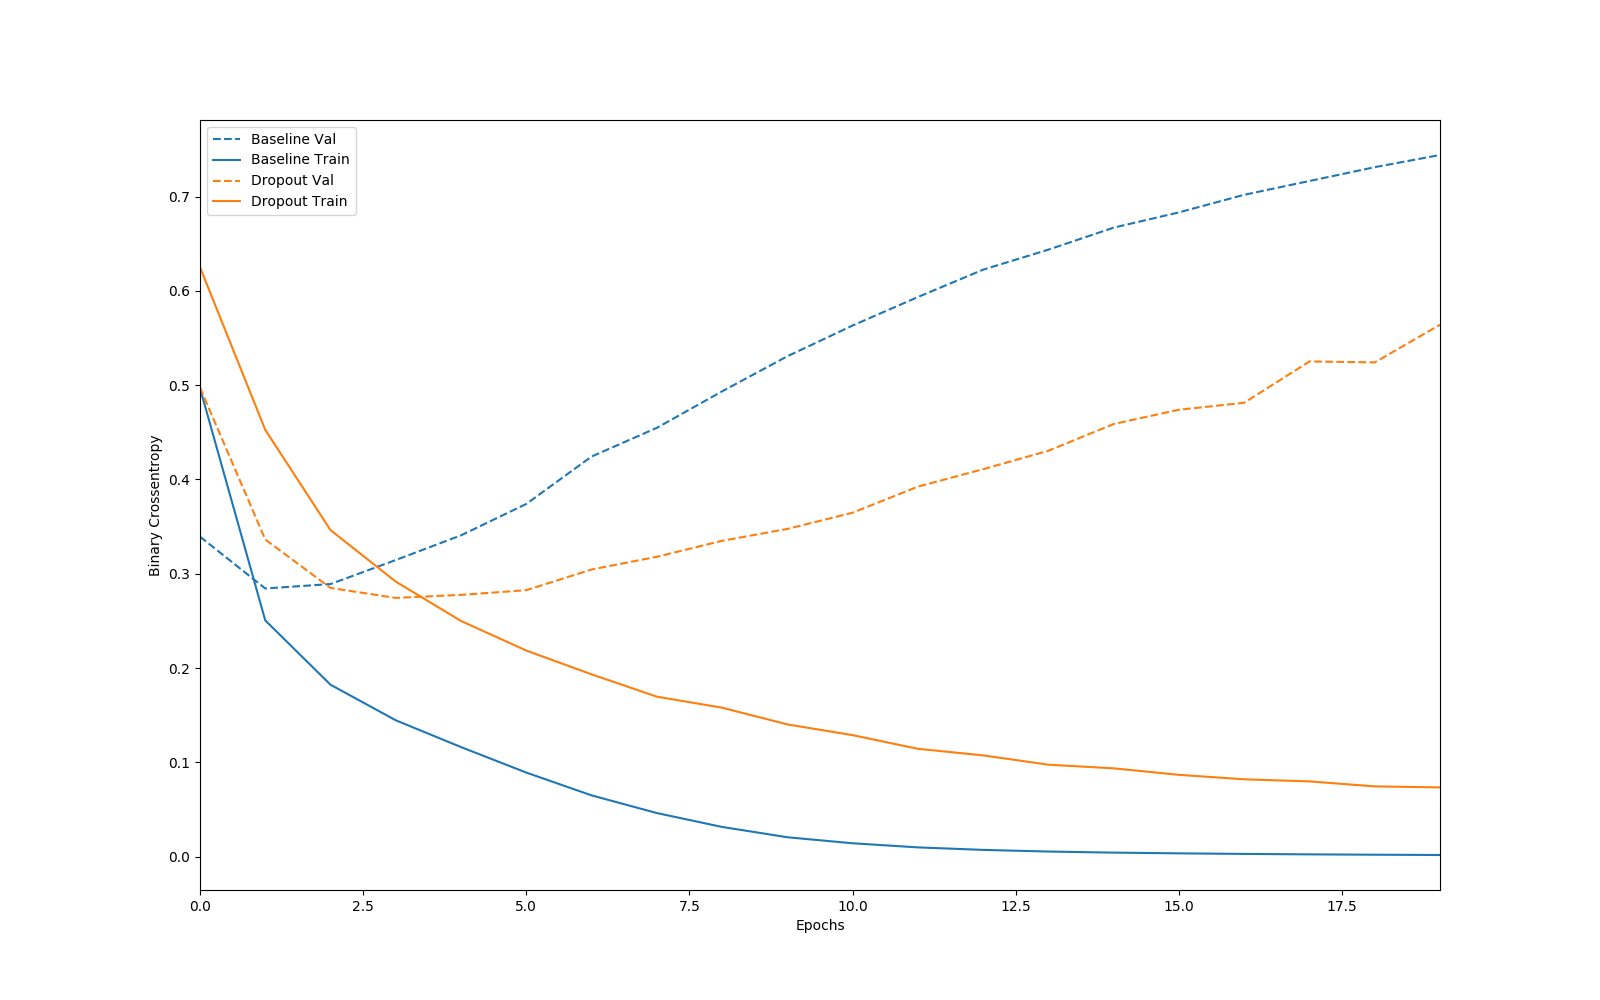 Baseline Val
Baseline Train
Dropout Val
Dropout Train
0.7
0.6
0.5
0.4
0.3
0.2
0.1
0.0
Binary Crossentropy
0.0 2.5 5.0 7.5 10.0 12.5 15.0 17.5
Epochs